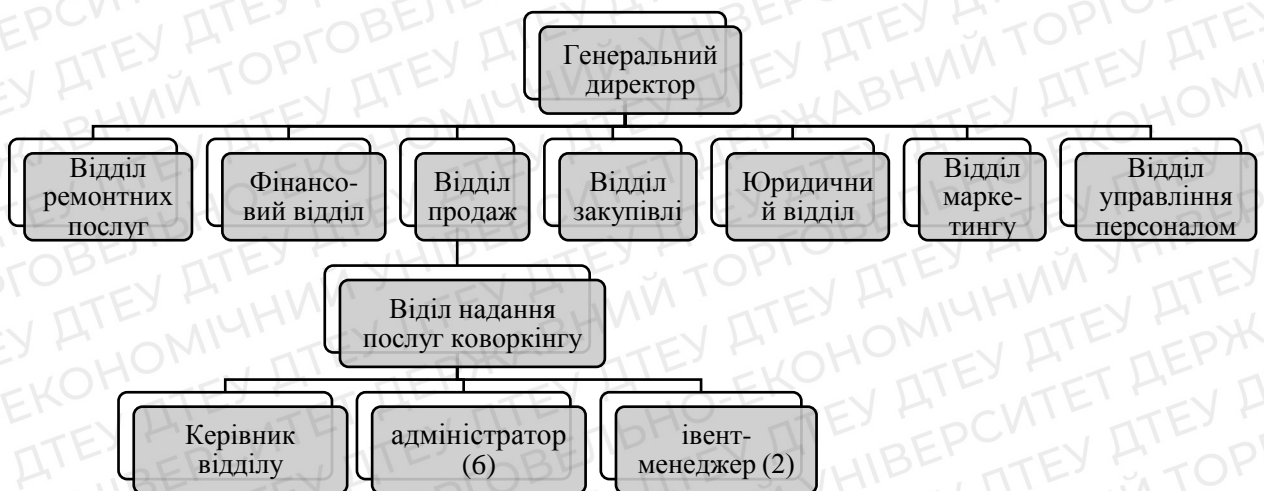 Генеральний
директор
Відділ
ремонтних
послуг
Фінансо-
вий відділ
Відділ
продаж
Відділ
закупівлі
Юридични
й відділ
Відділ
марке-
тингу
Відділ
управління
персоналом
Віділ надання
послуг коворкінгу
Керівник
відділу
адміністратор
(6)
івент-
менеджер (2)